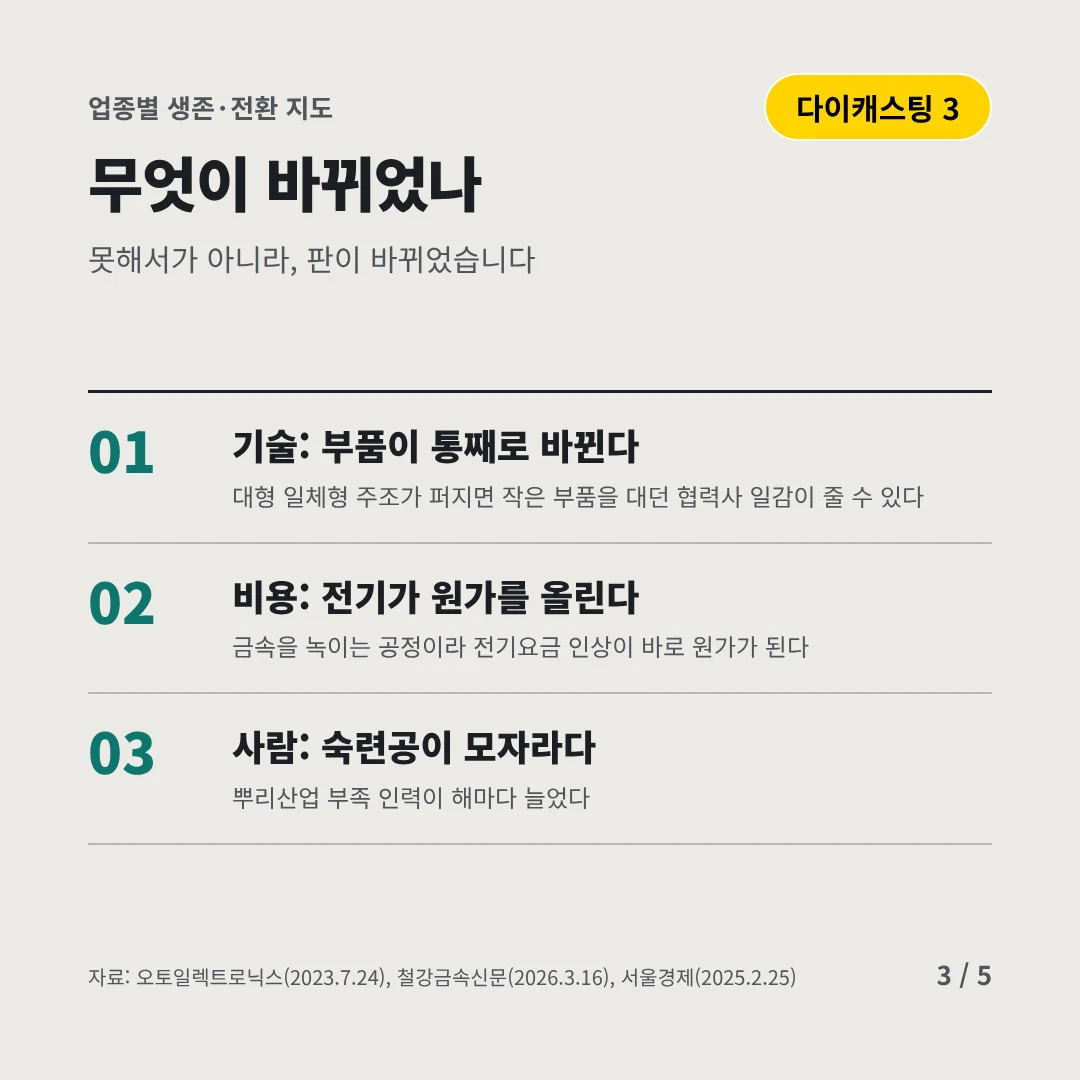 업종별 생존·전환 지도
다이캐스팅 3
무엇이 바뀌었나
못해서가 아니라, 판이 바뀌었습니다
01
기술: 부품이 통째로 바뀐다
대형 일체형 주조가 퍼지면 작은 부품을 대던 협력사 일감이 줄 수 있다
02
비용: 전기가 원가를 올린다
금속을 녹이는 공정이라 전기요금 인상이 바로 원가가 된다
03
사람: 숙련공이 모자라다
뿌리산업 부족 인력이 해마다 늘었다
자료: 오토일렉트로닉스(2023.7.24), 철강금속신문(2026.3.16), 서울경제(2025.2.25)
3 / 5